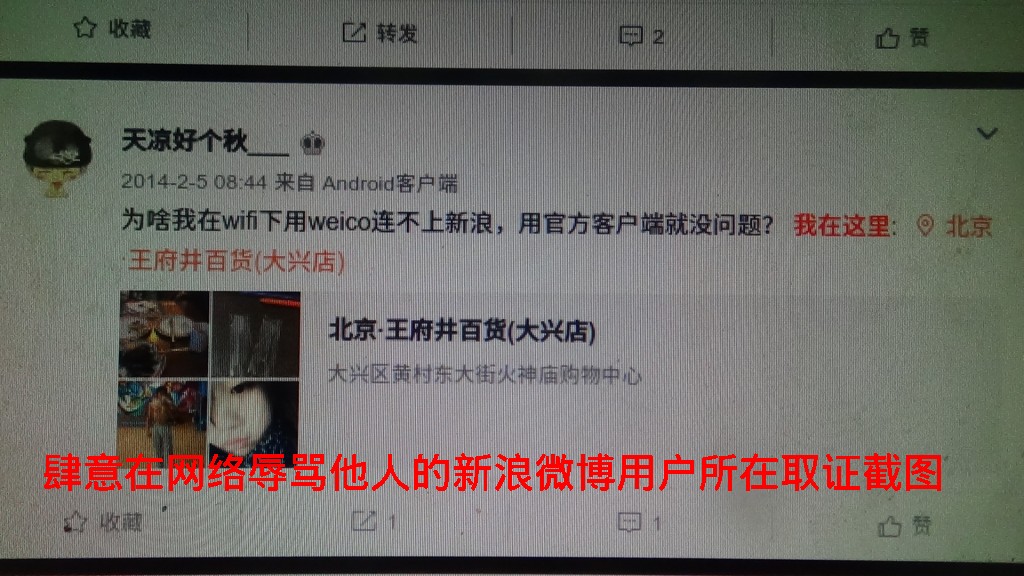 收藏 转发 2 赞
天凉好个秋___
2014-2-5 08:44 来自 Android客户端
为啥我在wifi下用weico连不上新浪，用官方客户端就没问题？ 我在这里: 北京
·王府井百货(大兴店)
北京·王府井百货(大兴店)
大兴区黄村东大街火神庙购物中心
肆意在网络辱骂他人的新浪微博用户所在取证截图
收藏 1 1 赞